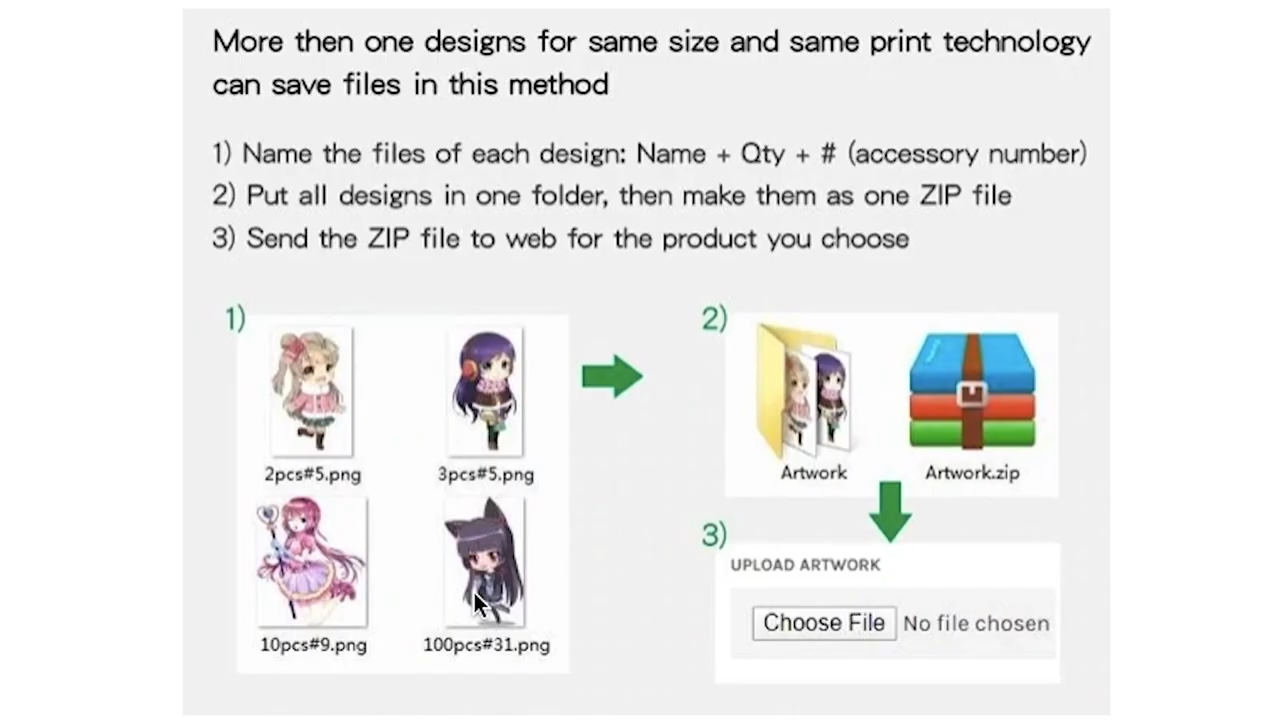 More then one designs for same size and same print technology
can save files in this method
1) Name the files of each design: Name + Qty + # (accessory number)
2) Put all designs in one folder, then make them as one ZIP file
3) Send the ZIP file to web for the product you choose
1)
2pcs#5.png
3pcs#5.png
10pcs#9.png
100pcs#31.png
2)
Artwork
Artwork.zip
3)
UPLOAD ARTWORK
Choose File No file chosen